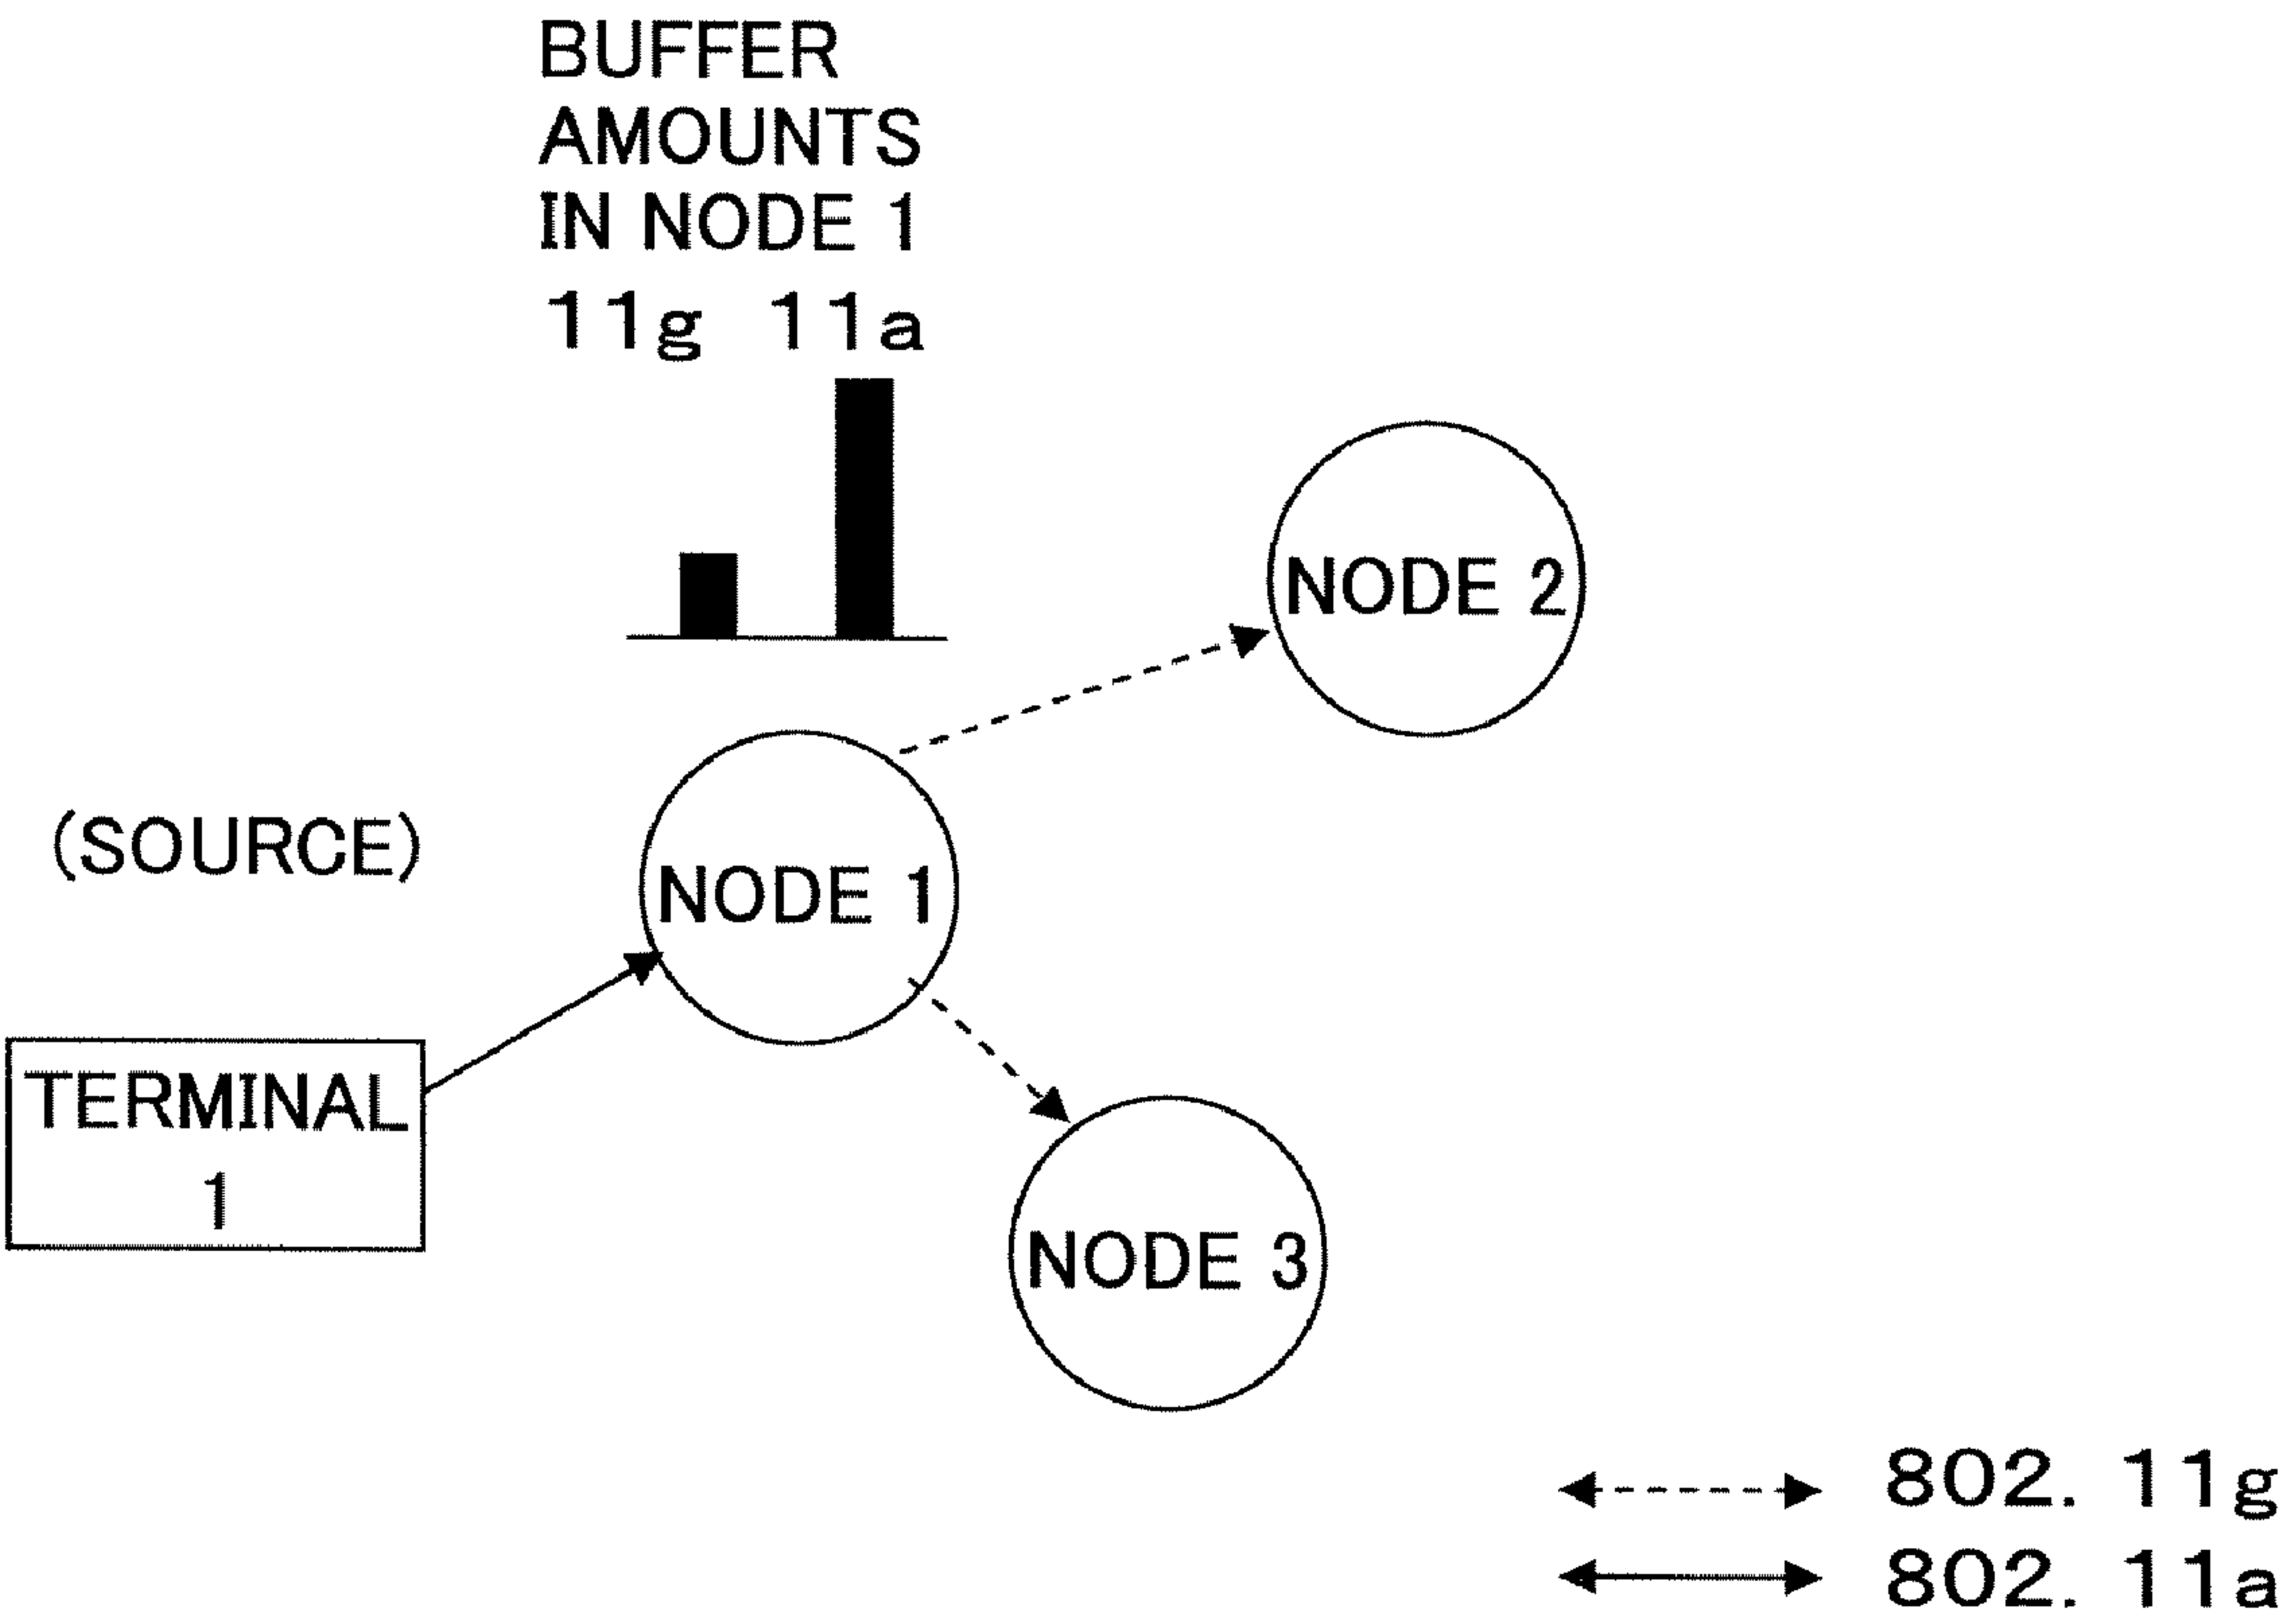 BUFFER
AMOUNTS
IN NODE 1
11g 11a
NODE 2
(SOURCE)
NODE 1
TERMINAL
1
NODE 3
802. 11g
802. 11a